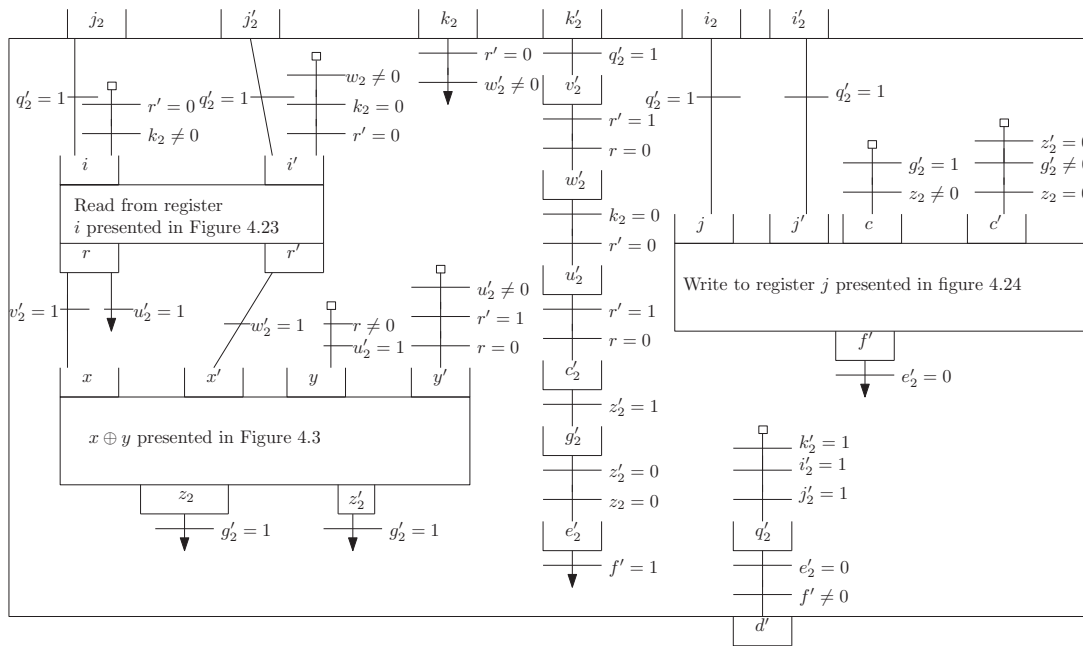 j₂ j′₂ k₂ k′₂ i₂ i′₂
r′ = 0 q′₂ = 1
w₂ ≠ 0 w′₂ ≠ 0 v′₂
q′₂ = 1 q′₂ = 1 q′₂ = 1 q′₂ = 1
r′ = 0 k₂ = 0 r′ = 1
k₂ ≠ 0 r′ = 0 r = 0 z′₂ = 0
i i′ g′₂ = 1 g′₂ ≠ 0
w′₂ z₂ ≠ 0 z₂ = 0
Read from register
i presented in Figure 4.23
k₂ = 0 j j′ c c′
r r′ r′ = 0
u′₂ Write to register j presented in figure 4.24
u′₂ ≠ 0
v′₂ = 1 u′₂ = 1 w′₂ = 1 r ≠ 0 r′ = 1 r′ = 1
u′₂ = 1 r = 0 r = 0 f′
x x′ y y′ c′₂ e′₂ = 0
z′₂ = 1
x ⊕ y presented in Figure 4.3 g′₂ k′₂ = 1
z′₂ = 0 i′₂ = 1
z₂ z′₂ z₂ = 0 j′₂ = 1
g′₂ = 1 g′₂ = 1 e′₂ q′₂
f′ = 1 e′₂ = 0
f′ ≠ 0
d′